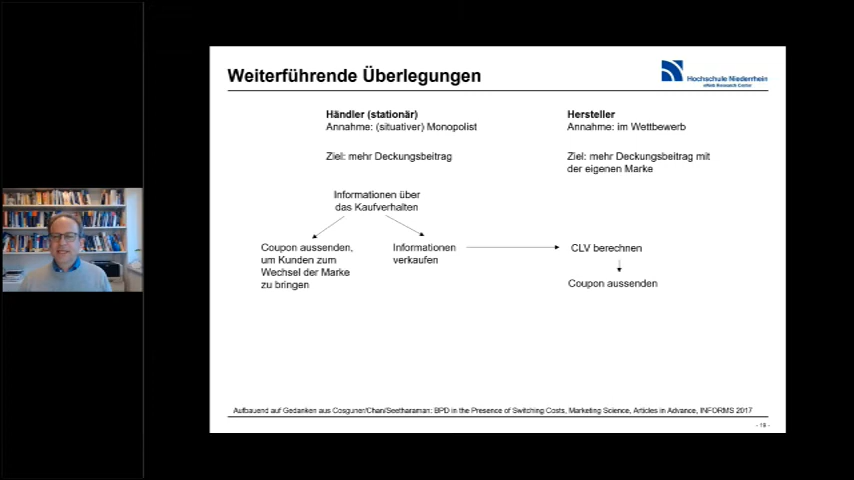 Weiterführende Überlegungen
Hochschule Niederrhein
eWeb Research Center
Händler (stationär)
Annahme: (situativer) Monopolist
Ziel: mehr Deckungsbeitrag
Hersteller
Annahme: im Wettbewerb
Ziel: mehr Deckungsbeitrag mit
der eigenen Marke
Informationen über
das Kaufverhalten
Coupon aussenden,
um Kunden zum
Wechsel der Marke
zu bringen
Informationen
verkaufen
CLV berechnen
Coupon aussenden
Aufbauend auf Gedanken aus Cosguner/Chan/Seetharaman: BPD in the Presence of Switching Costs, Marketing Science, Articles in Advance, INFORMS 2017
- 19 -